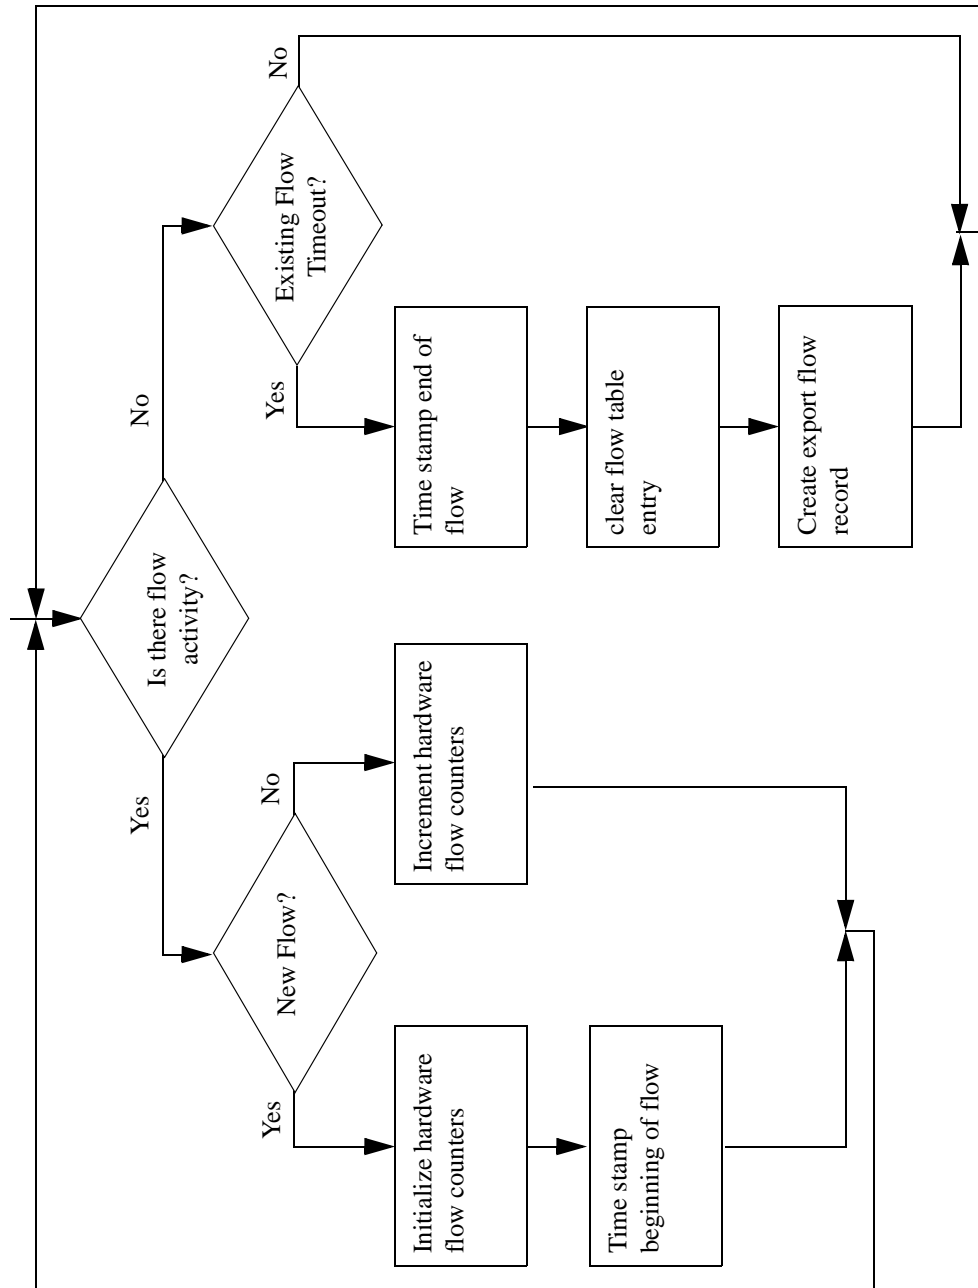 Is there flow
activity?
Yes
No
New Flow?
Yes
No
Existing Flow
Timeout?
Yes
No
Initialize hardware
flow counters
Increment hardware
flow counters
Time stamp end of
flow
Time stamp
beginning of flow
clear flow table
entry
Create export flow
record